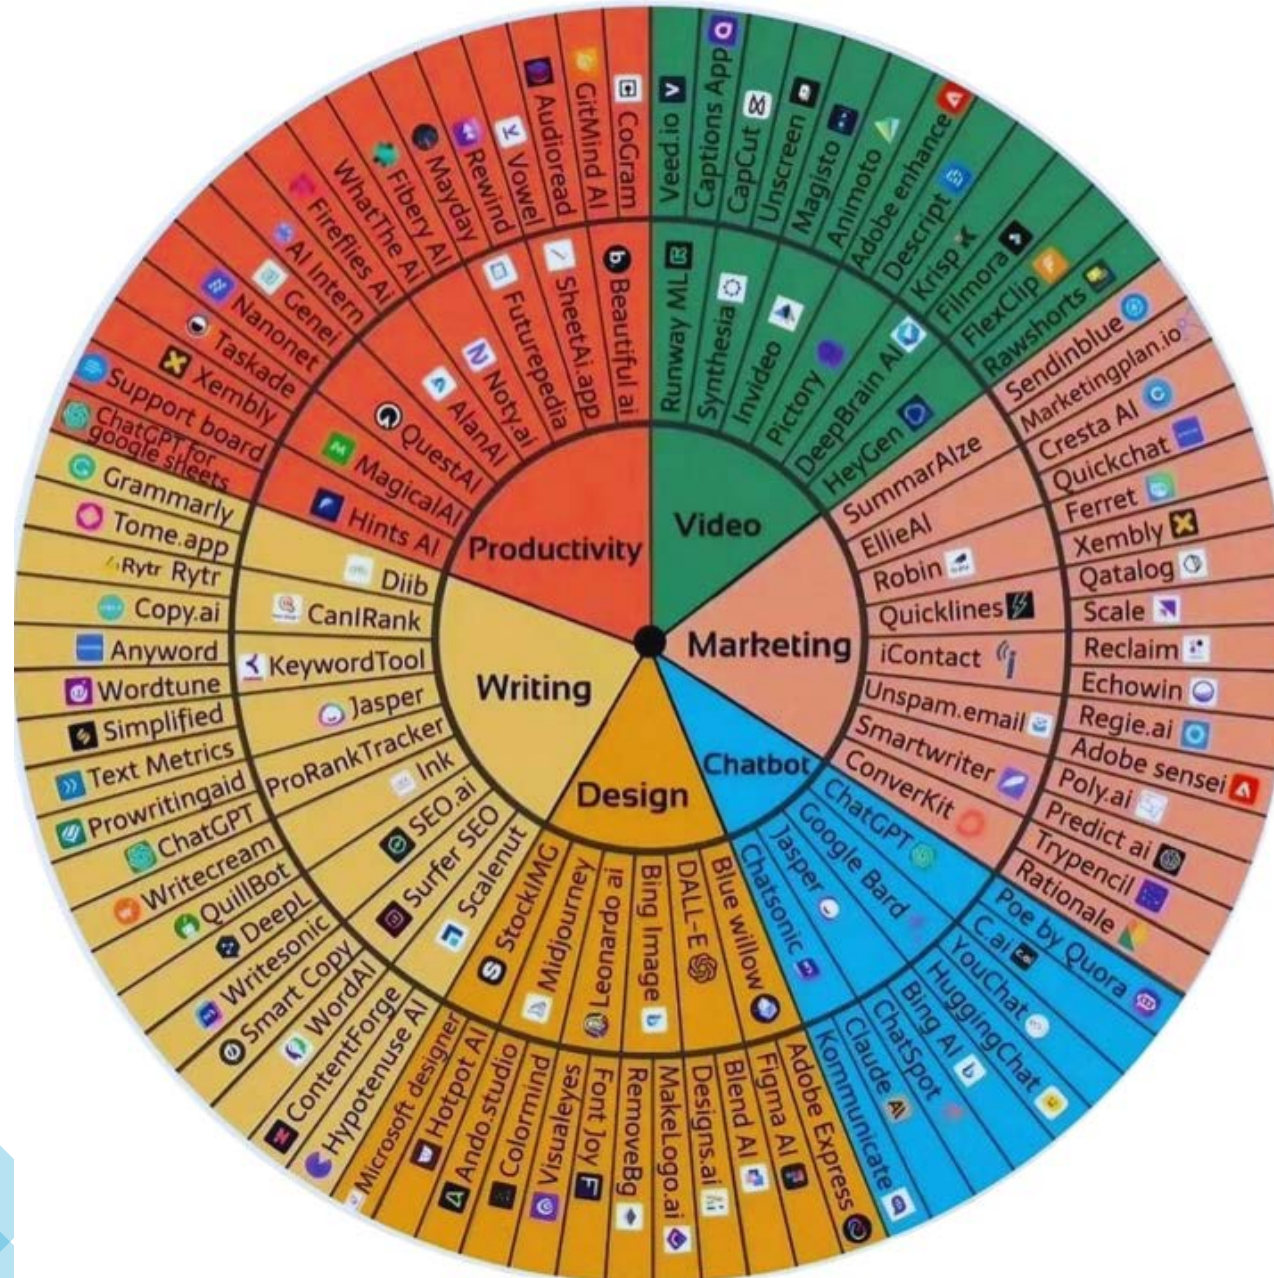 Productivity
Video
Marketing
Chatbot
Design
Writing
Beautiful ai
SheetAi.app
Futurepedia
Noty.ai
AlanAI
QuestAI
MagicalAI
Hints AI
CoGram
GitMind AI
Audioread
Vowel
Rewind
Mayday
Fibery AI
WhatThe AI
Fireflies Ai
AI Intern
Genei
Nanonet
Taskade
Xembly
Support board
ChatGPT for
google sheets
Runway ML
Synthesia
Invideo
Pictory
DeepBrain AI
HeyGen
Veed.io
Captions App
CapCut
Unscreen
Magisto
Animoto
Adobe enhance
Descript
Krisp
Filmora
FlexClip
Rawshorts
SummarAIze
EllieAI
Robin
Quicklines
iContact
Unspam.email
Smartwriter
ConverKit
Sendinblue
Marketingplan.io
Cresta AI
Quickchat
Ferret
Xembly
Qatalog
Scale
Reclaim
Echowin
Regie.ai
Adobe sensei
Poly.ai
Predict ai
Trypencil
Rationale
ChatGPT
Google Bard
Jasper
Chatsonic
Poe by Quora
C.ai
YouChat
HuggingChat
Bing AI
ChatSpot
Claude
Kommunicate
Blue willow
DALL-E
Bing Image
Leonardo ai
Midjourney
StockIMG
Adobe Express
Figma AI
Blend AI
Designs.ai
MakeLogo.ai
RemoveBg
Font Joy
Visualeyes
Colormind
Ando.studio
Hotpot AI
Microsoft designer
Diib
CanIRank
KeywordTool
Jasper
ProRankTracker
Ink
SEO.ai
Surfer SEO
Scalenut
Grammarly
Tome.app
Rytr Rytr
Copy.ai
Anyword
Wordtune
Simplified
Text Metrics
Prowritingaid
ChatGPT
Writecream
QuillBot
DeepL
Writesonic
Smart Copy
WordAI
ContentForge
Hypotenuse AI